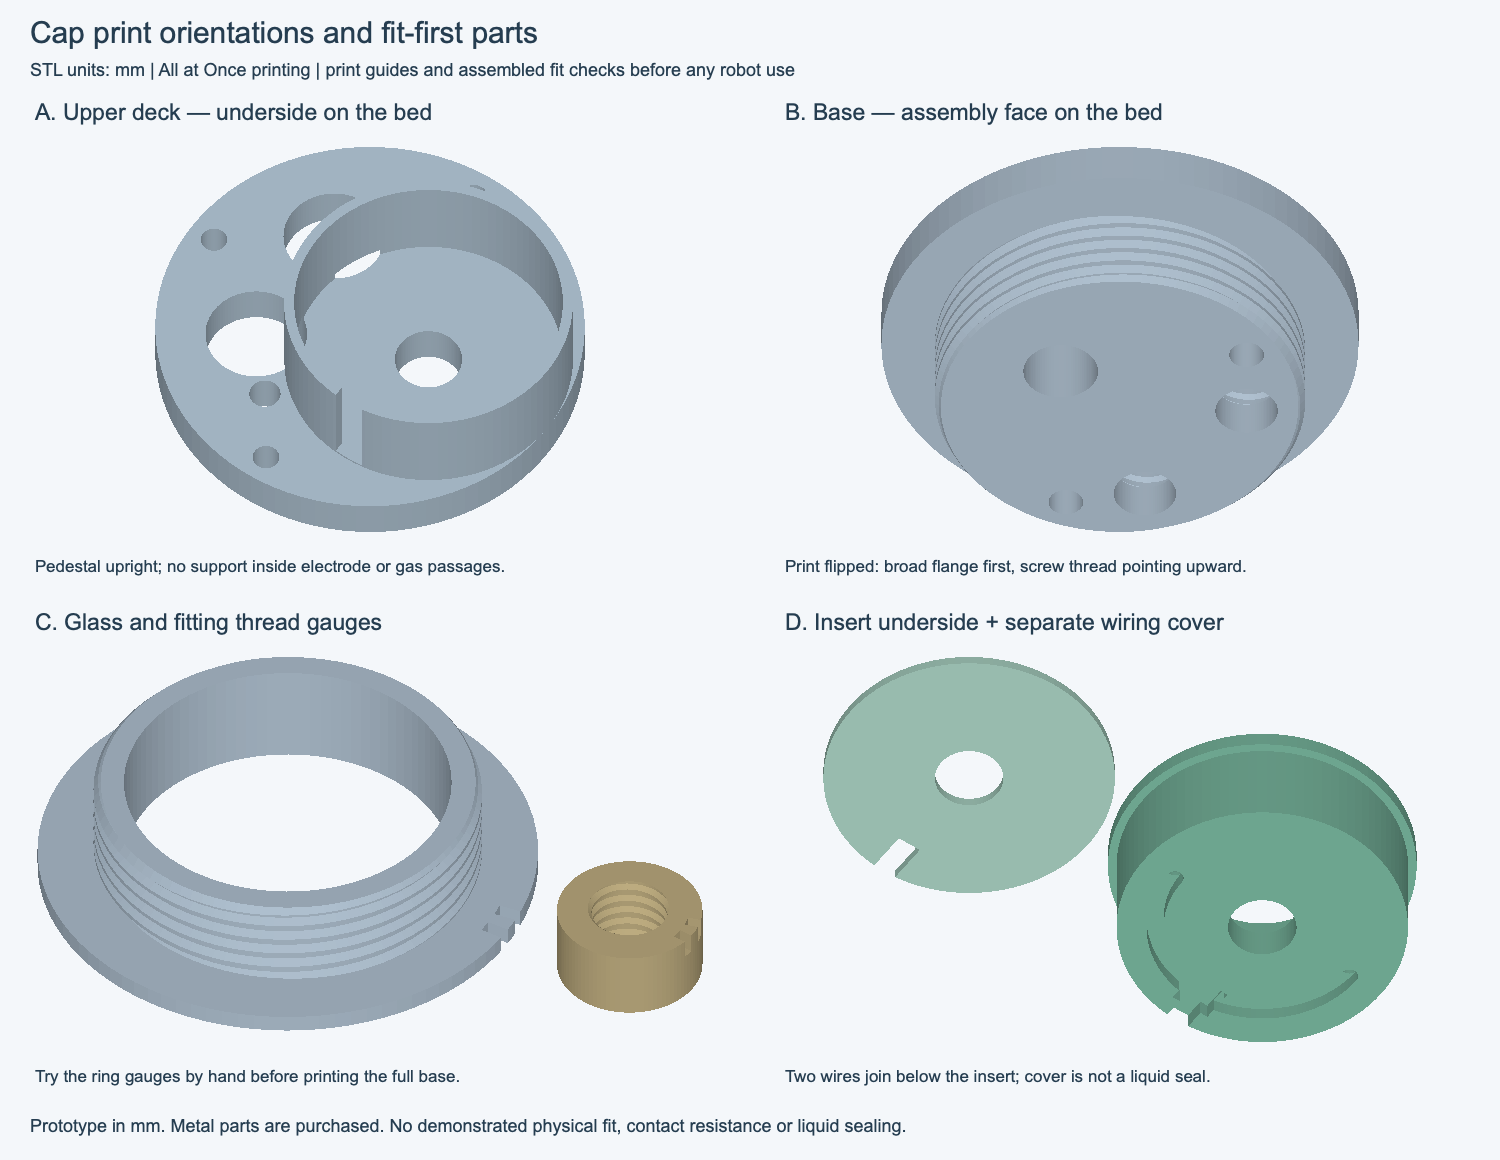 Cap print orientations and fit-first parts
STL units: mm | All at Once printing | print guides and assembled fit checks before any robot use
A. Upper deck — underside on the bed
B. Base — assembly face on the bed
Pedestal upright; no support inside electrode or gas passages.
Print flipped: broad flange first, screw thread pointing upward.
C. Glass and fitting thread gauges
D. Insert underside + separate wiring cover
Try the ring gauges by hand before printing the full base.
Two wires join below the insert; cover is not a liquid seal.
Prototype in mm. Metal parts are purchased. No demonstrated physical fit, contact resistance or liquid sealing.